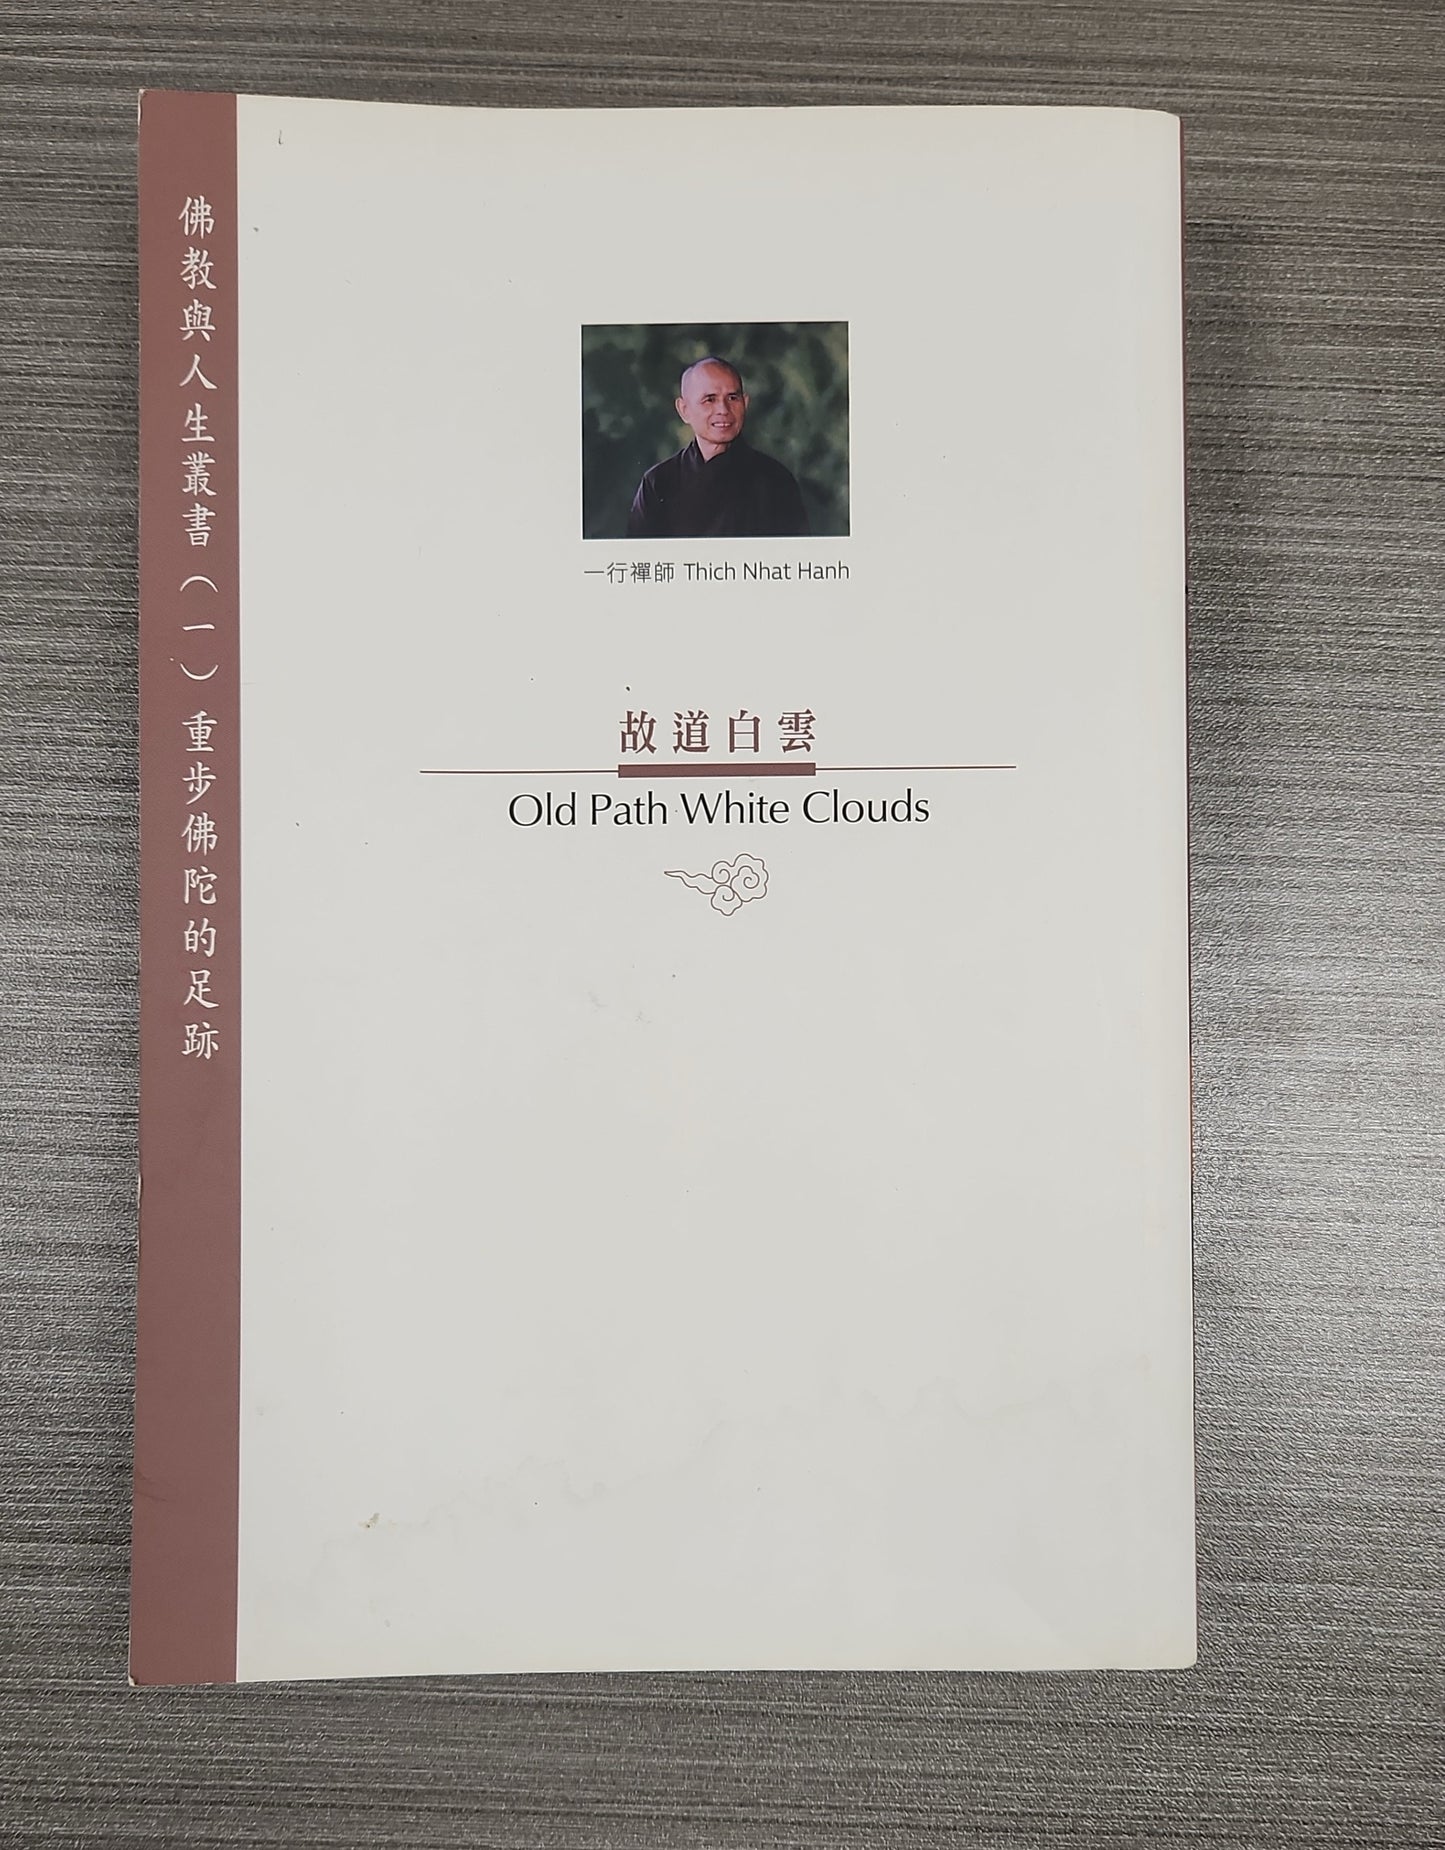 佛教與人生叢書（一）重步佛陀的足跡
一行禪師 Thich Nhat Hanh
故道白雲
Old Path White Clouds